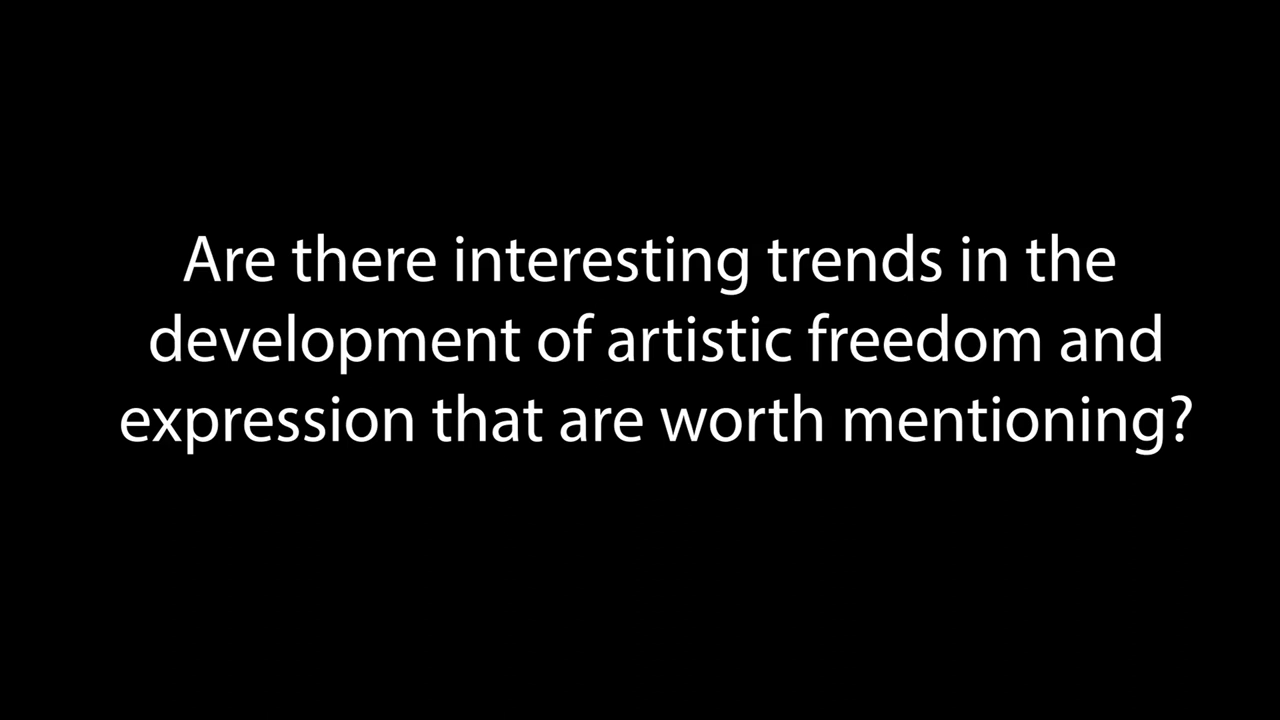 Are there interesting trends in the
development of artistic freedom and
expression that are worth mentioning?